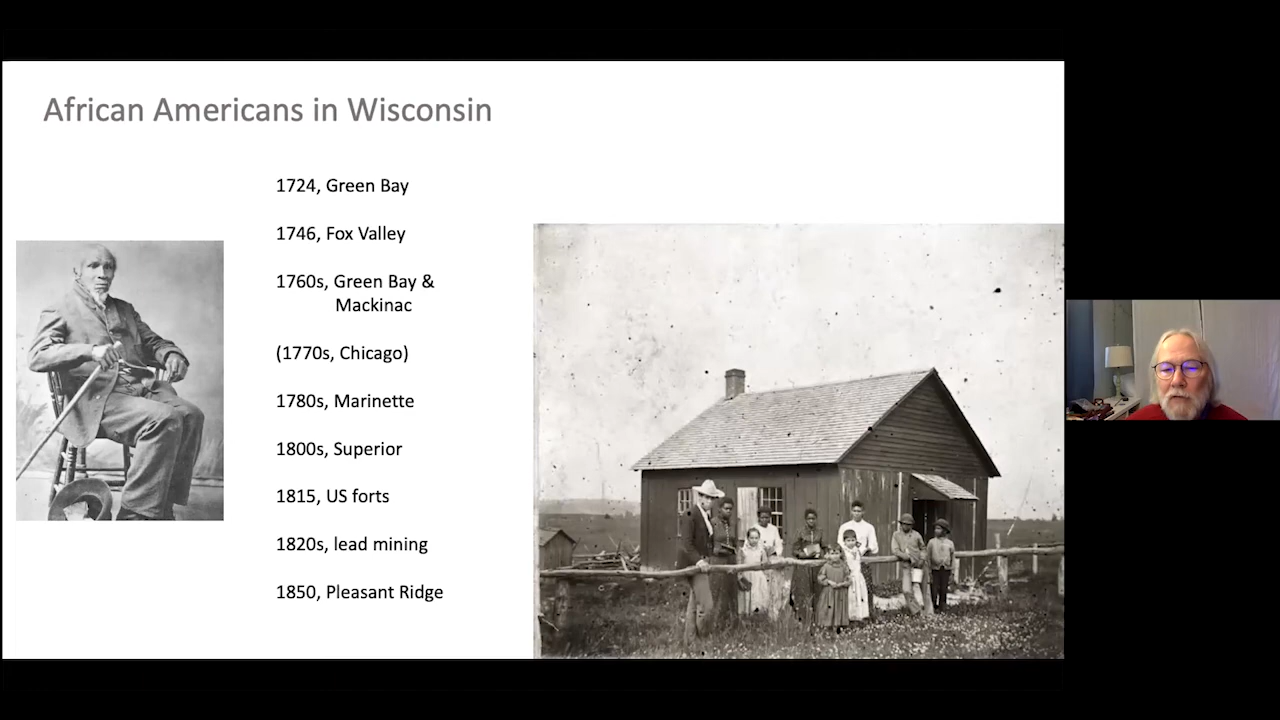 African Americans in Wisconsin
1724, Green Bay
1746, Fox Valley
1760s, Green Bay &
Mackinac
(1770s, Chicago)
1780s, Marinette
1800s, Superior
1815, US forts
1820s, lead mining
1850, Pleasant Ridge